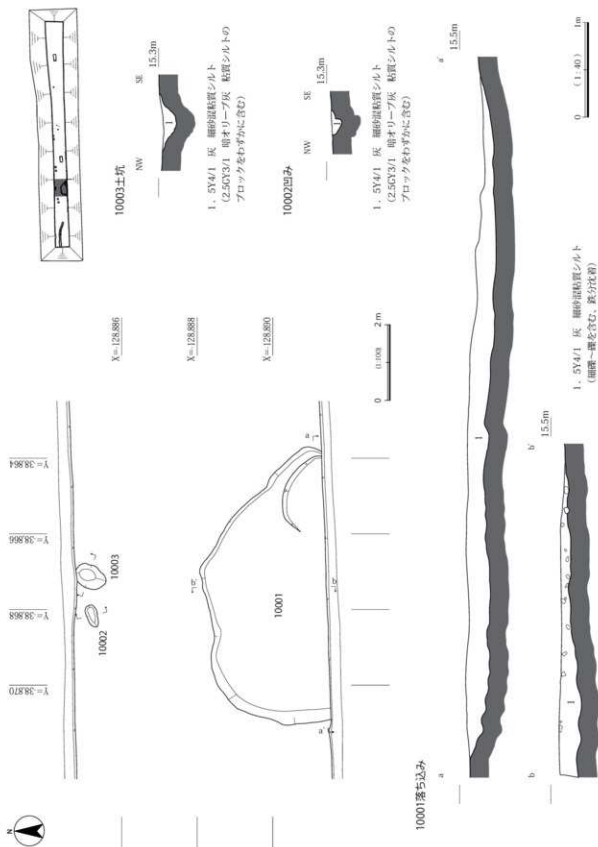 N
Y=-38,870
Y=-38,868
Y=-38,866
Y=-38,864
10002
10003
X=-128,886
X=-128,888
X=-128,890
10001
a'
b'
b
a
0
(1:100)
2 m
10003土坑
NW
SE
15.3m
1
1. 5Y4/1 灰 細砂混粘質シルト
(2.5GY3/1 暗オリーブ灰 粘質シルトの
ブロックをわずかに含む)
10002凹み
NW
SE
15.3m
1
1. 5Y4/1 灰 細砂混粘質シルト
(2.5GY3/1 暗オリーブ灰 粘質シルトの
ブロックをわずかに含む)
10001落ち込み
a
a'
15.5m
1
b
b'
15.5m
1
1. 5Y4/1 灰 細砂混粘質シルト
(細礫~礫を含む、鉄分沈着)
0
(1:40)
1m